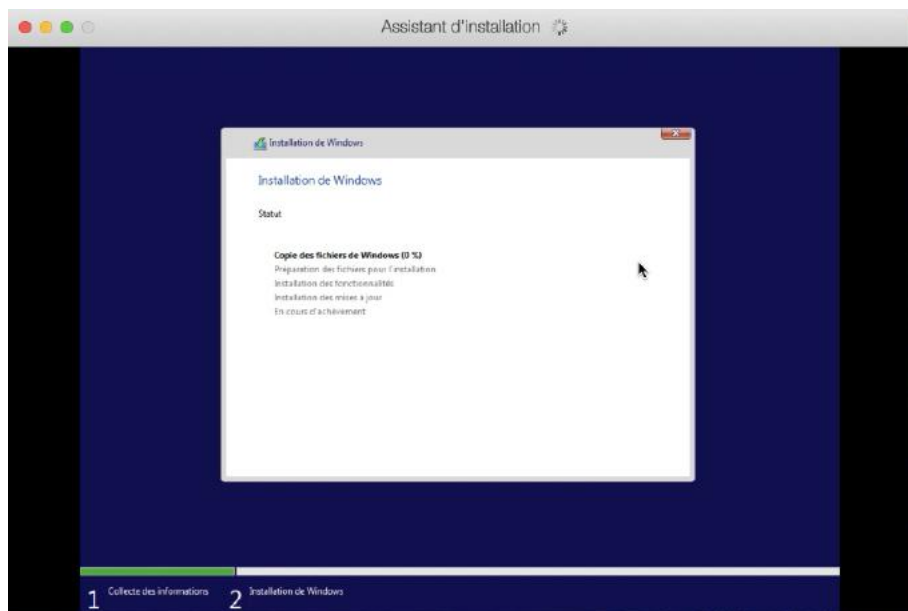 Assistant d'installation
Installation de Windows
Installation de Windows
Statut
Copie des fichiers de Windows (0 %)
Préparation des fichiers pour l'installation
Installation des fonctionnalités
Installation des mises à jour
En cours d'achèvement
1 Collecte des informations 2 Installation de Windows